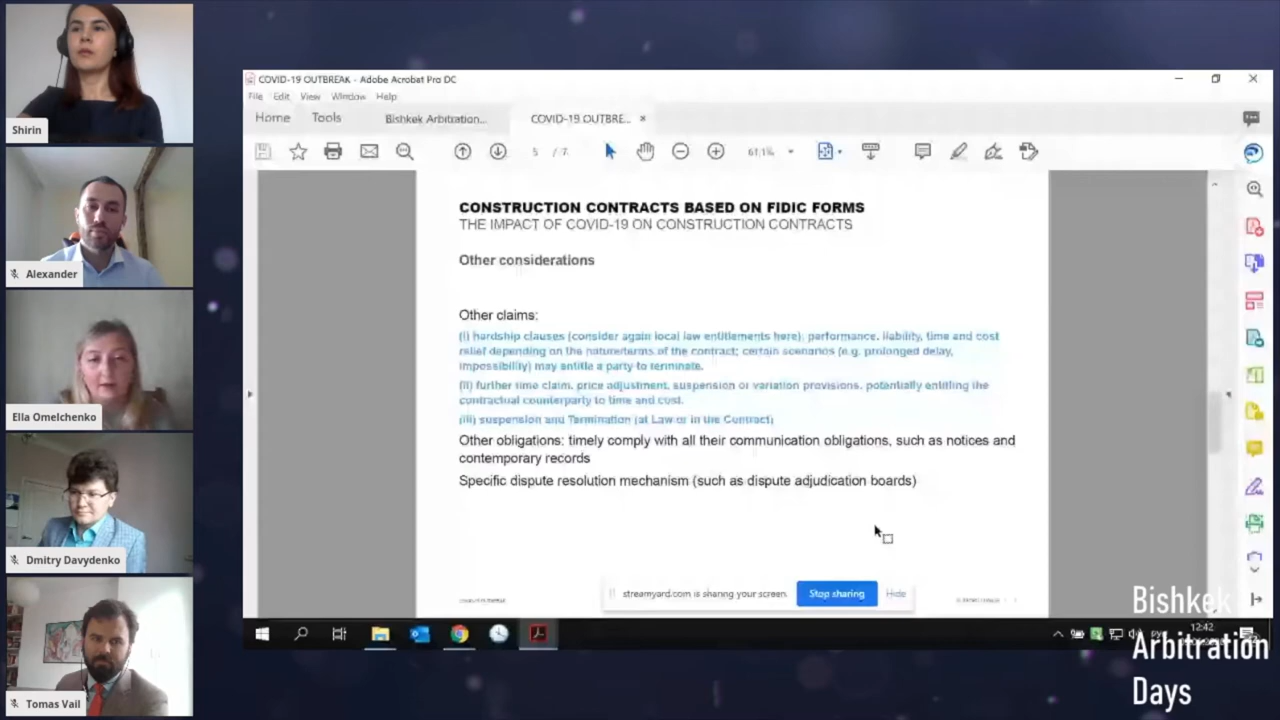 Shirin
Alexander
Ella Omelchenko
Dmitry Davydenko
Tomas Vail
COVID-19 OUTBREAK - Adobe Acrobat Pro DC
File Edit View Window Help
Home Tools Bishkek Arbitration... COVID-19 OUTBRE... ×
5 / 7 61,1%
CONSTRUCTION CONTRACTS BASED ON FIDIC FORMS
THE IMPACT OF COVID-19 ON CONSTRUCTION CONTRACTS
Other considerations
Other claims:
(i) hardship clauses (consider again local law entitlements here): performance, liability, time and cost
relief depending on the nature/terms of the contract; certain scenarios (e.g. prolonged delay,
impossibility) may entitle a party to terminate.
(ii) further time claim, price adjustment, suspension or variation provisions, potentially entitling the
contractual counterparty to time and cost.
(iii) suspension and Termination (at Law or in the Contract)
Other obligations: timely comply with all their communication obligations, such as notices and
contemporary records
Specific dispute resolution mechanism (such as dispute adjudication boards)
streamyard.com is sharing your screen. Stop sharing Hide
12:42
Bishkek
Arbitration
Days